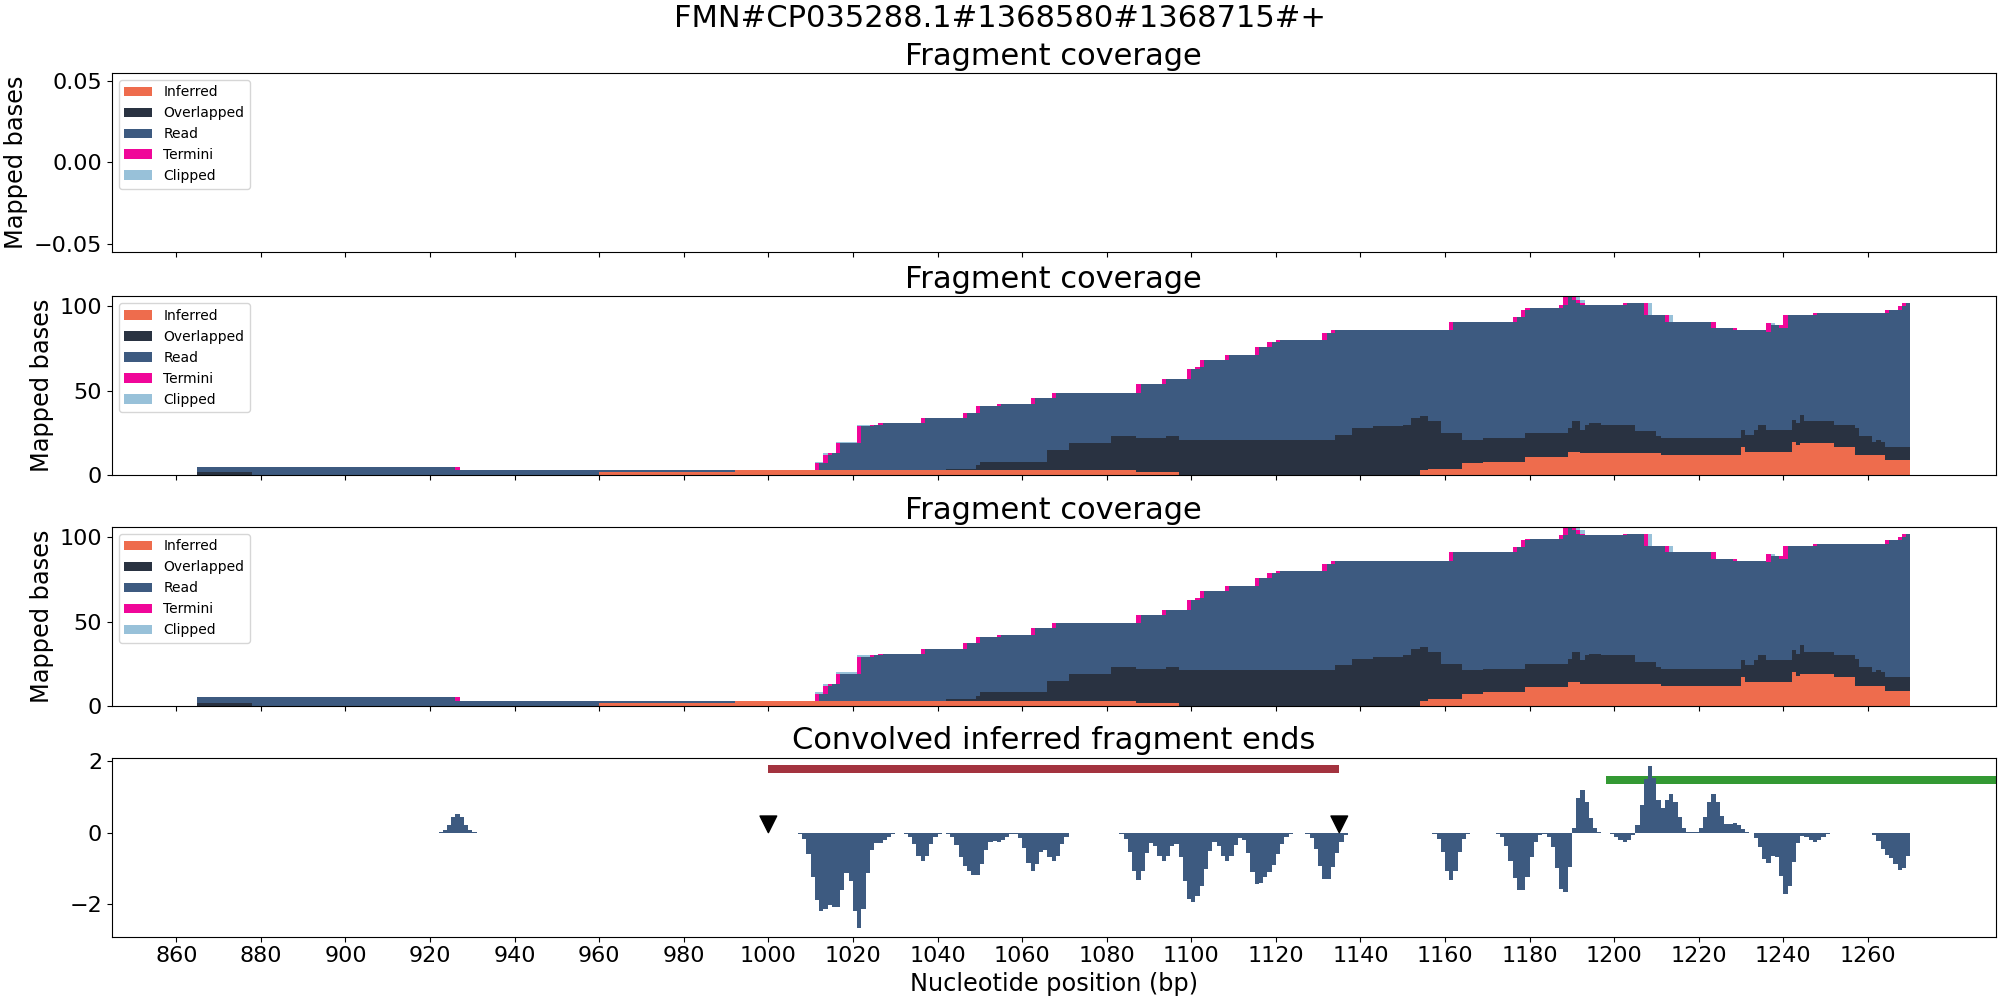 FMN#CP035288.1#1368580#1368715#+
Fragment coverage
Mapped bases
0.05
0.00
−0.05
Inferred
Overlapped
Read
Termini
Clipped
Fragment coverage
Mapped bases
100
50
0
Inferred
Overlapped
Read
Termini
Clipped
Fragment coverage
Mapped bases
100
50
0
Inferred
Overlapped
Read
Termini
Clipped
Convolved inferred fragment ends
2
0
−2
860 880 900 920 940 960 980 1000 1020 1040 1060 1080 1100 1120 1140 1160 1180 1200 1220 1240 1260
Nucleotide position (bp)